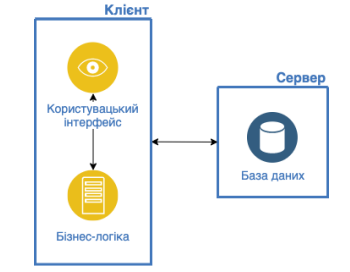 Клієнт
Користувацький
інтерфейс
Бізнес-логіка
Сервер
База даних